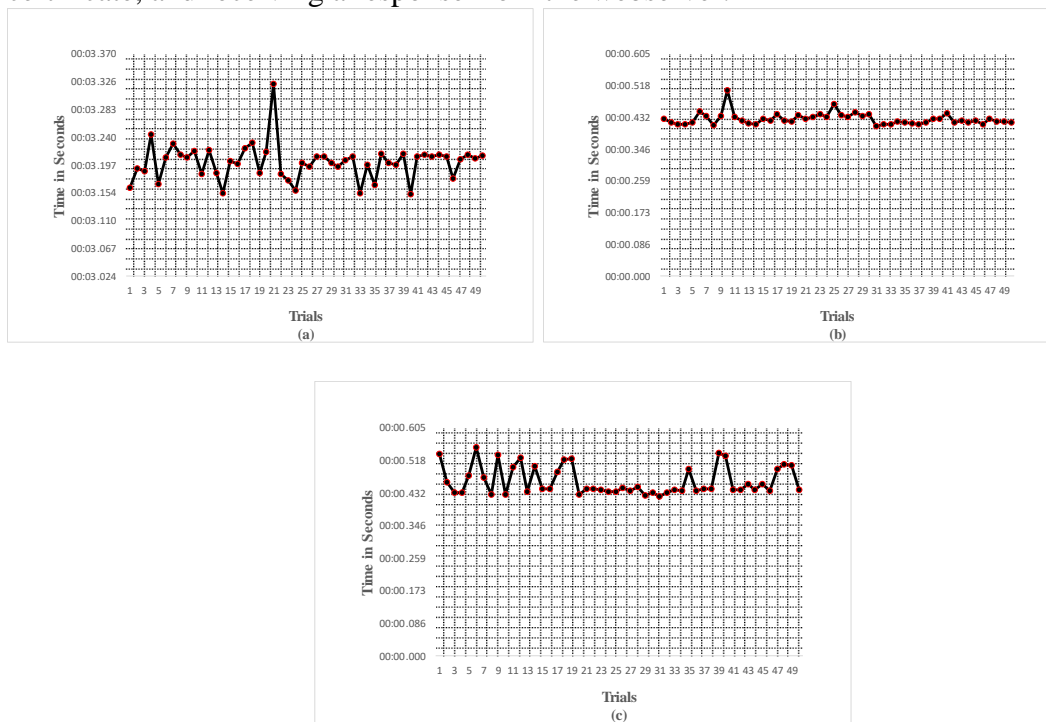 certificate, and receiving a response from the webserver.
00:03.370
00:03.326
00:03.283
00:03.240
00:03.197
00:03.154
00:03.110
00:03.067
00:03.024
Time in Seconds
1 3 5 7 9 11 13 15 17 19 21 23 25 27 29 31 33 35 37 39 41 43 45 47 49
Trials
(a)
00:00.605
00:00.518
00:00.432
00:00.346
00:00.259
00:00.173
00:00.086
00:00.000
Time in Seconds
1 3 5 7 9 11 13 15 17 19 21 23 25 27 29 31 33 35 37 39 41 43 45 47 49
Trials
(b)
00:00.605
00:00.518
00:00.432
00:00.346
00:00.259
00:00.173
00:00.086
00:00.000
Time in Seconds
1 3 5 7 9 11 13 15 17 19 21 23 25 27 29 31 33 35 37 39 41 43 45 47 49
Trials
(c)